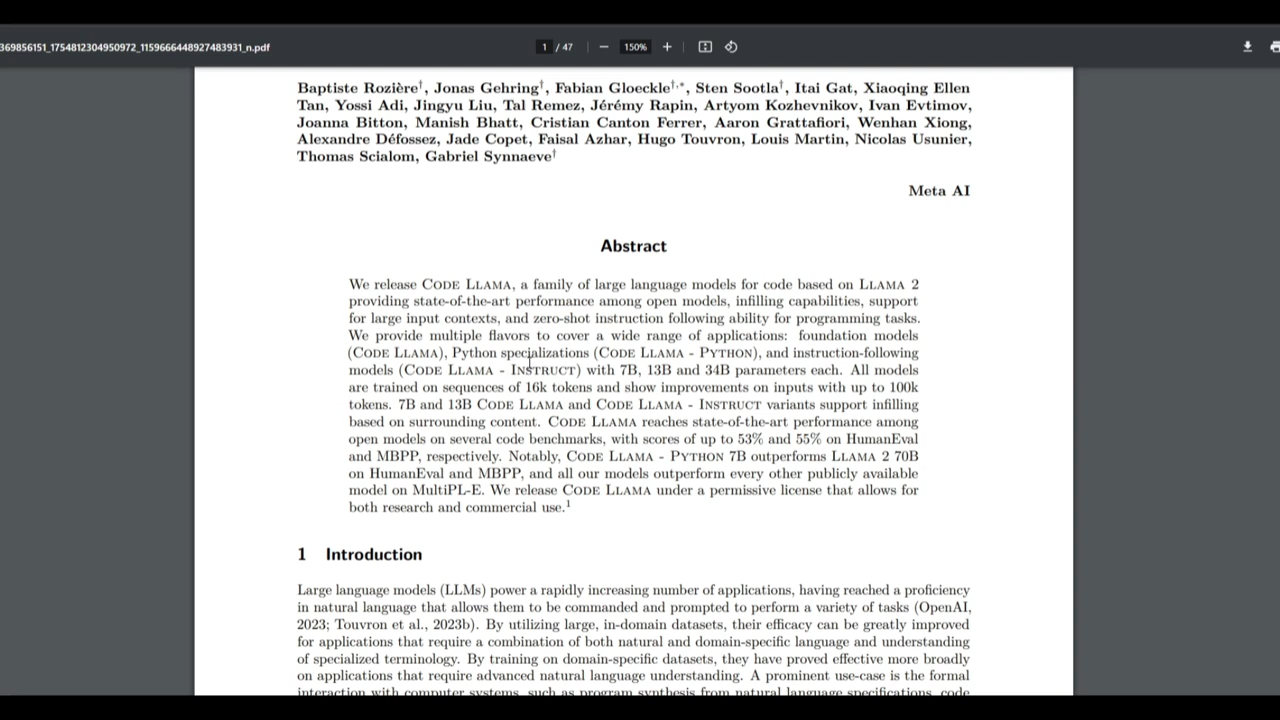 369856151_1754812304950972_1159666448927483931_n.pdf
1 / 47 — 150% +
Baptiste Rozière†, Jonas Gehring†, Fabian Gloeckle†,*, Sten Sootla†, Itai Gat, Xiaoqing Ellen
Tan, Yossi Adi, Jingyu Liu, Tal Remez, Jérémy Rapin, Artyom Kozhevnikov, Ivan Evtimov,
Joanna Bitton, Manish Bhatt, Cristian Canton Ferrer, Aaron Grattafiori, Wenhan Xiong,
Alexandre Défossez, Jade Copet, Faisal Azhar, Hugo Touvron, Louis Martin, Nicolas Usunier,
Thomas Scialom, Gabriel Synnaeve†
Meta AI
Abstract
We release Code Llama, a family of large language models for code based on Llama 2
providing state-of-the-art performance among open models, infilling capabilities, support
for large input contexts, and zero-shot instruction following ability for programming tasks.
We provide multiple flavors to cover a wide range of applications: foundation models
(Code Llama), Python specializations (Code Llama - Python), and instruction-following
models (Code Llama - Instruct) with 7B, 13B and 34B parameters each. All models
are trained on sequences of 16k tokens and show improvements on inputs with up to 100k
tokens. 7B and 13B Code Llama and Code Llama - Instruct variants support infilling
based on surrounding content. Code Llama reaches state-of-the-art performance among
open models on several code benchmarks, with scores of up to 53% and 55% on HumanEval
and MBPP, respectively. Notably, Code Llama - Python 7B outperforms Llama 2 70B
on HumanEval and MBPP, and all our models outperform every other publicly available
model on MultiPL-E. We release Code Llama under a permissive license that allows for
both research and commercial use.1
1 Introduction
Large language models (LLMs) power a rapidly increasing number of applications, having reached a proficiency
in natural language that allows them to be commanded and prompted to perform a variety of tasks (OpenAI,
2023; Touvron et al., 2023b). By utilizing large, in-domain datasets, their efficacy can be greatly improved
for applications that require a combination of both natural and domain-specific language and understanding
of specialized terminology. By training on domain-specific datasets, they have proved effective more broadly
on applications that require advanced natural language understanding. A prominent use-case is the formal
interaction with computer systems, such as program synthesis from natural language specifications, code